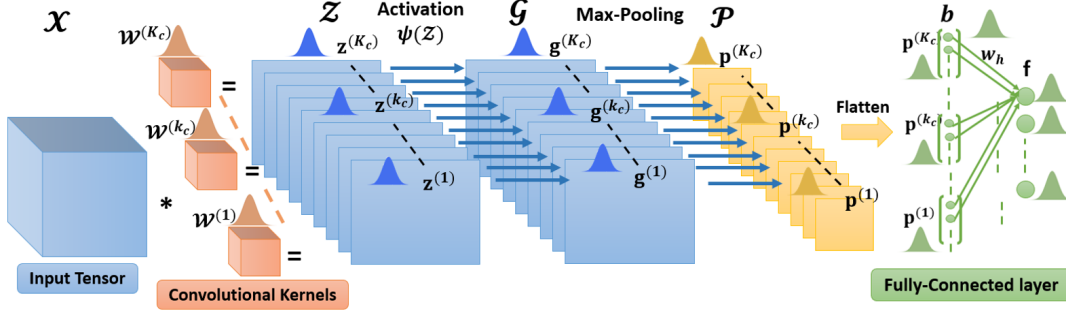 𝒳
𝒲^(K_c)
=
𝒲^(k_c)
=
*
𝒲^(1)
=
Input Tensor
Convolutional Kernels
𝒵
z^(K_c)
z^(k_c)
z^(1)
Activation
ψ(𝒵)
𝒢
g^(K_c)
g^(k_c)
g^(1)
Max-Pooling
𝒫
p^(K_c)
p^(k_c)
p^(1)
Flatten
b
p^(K_c)
w_h
f
p^(k_c)
p^(1)
Fully-Connected layer